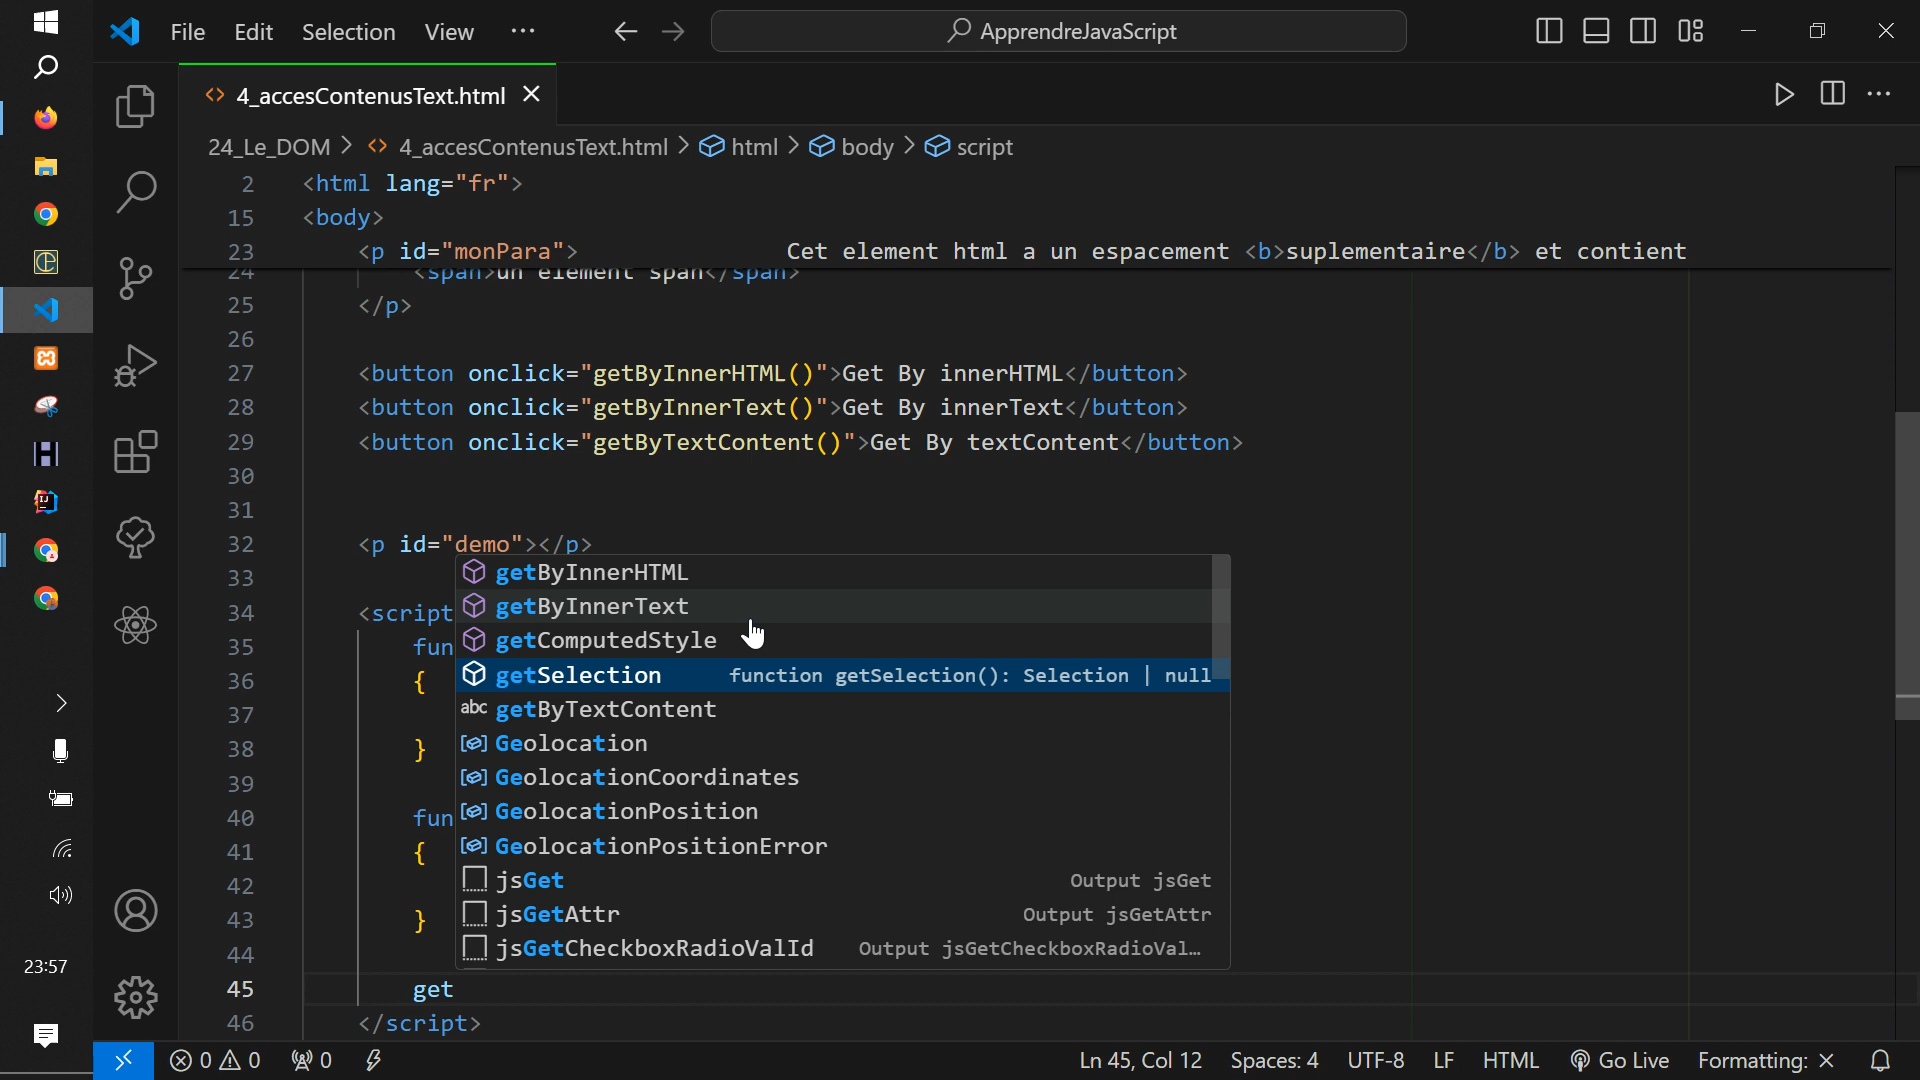 File Edit Selection View ··· ApprendreJavaScript
4_accesContenusText.html
24_Le_DOM > 4_accesContenusText.html > html > body > script
2 <html lang="fr">
15 <body>
23 <p id="monPara"> Cet element html a un espacement <b>suplementaire</b> et contient
24 <span>un element span</span>
25 </p>
26
27 <button onclick="getByInnerHTML()">Get By innerHTML</button>
28 <button onclick="getByInnerText()">Get By innerText</button>
29 <button onclick="getByTextContent()">Get By textContent</button>
30
31
32 <p id="demo"></p>
getByInnerHTML
33
getByInnerText
34 <script
getComputedStyle
35 fun
getSelection function getSelection(): Selection | null
36 {
abc getByTextContent
37
Geolocation
38 }
GeolocationCoordinates
39
GeolocationPosition
40 fun
GeolocationPositionError
41 {
jsGet Output jsGet
42
jsGetAttr Output jsGetAttr
43 }
jsGetCheckboxRadioValId Output jsGetCheckboxRadioVal…
44
45 get
46 </script>
23:57
0 0 0 Ln 45, Col 12 Spaces: 4 UTF-8 LF HTML Go Live Formatting: ×